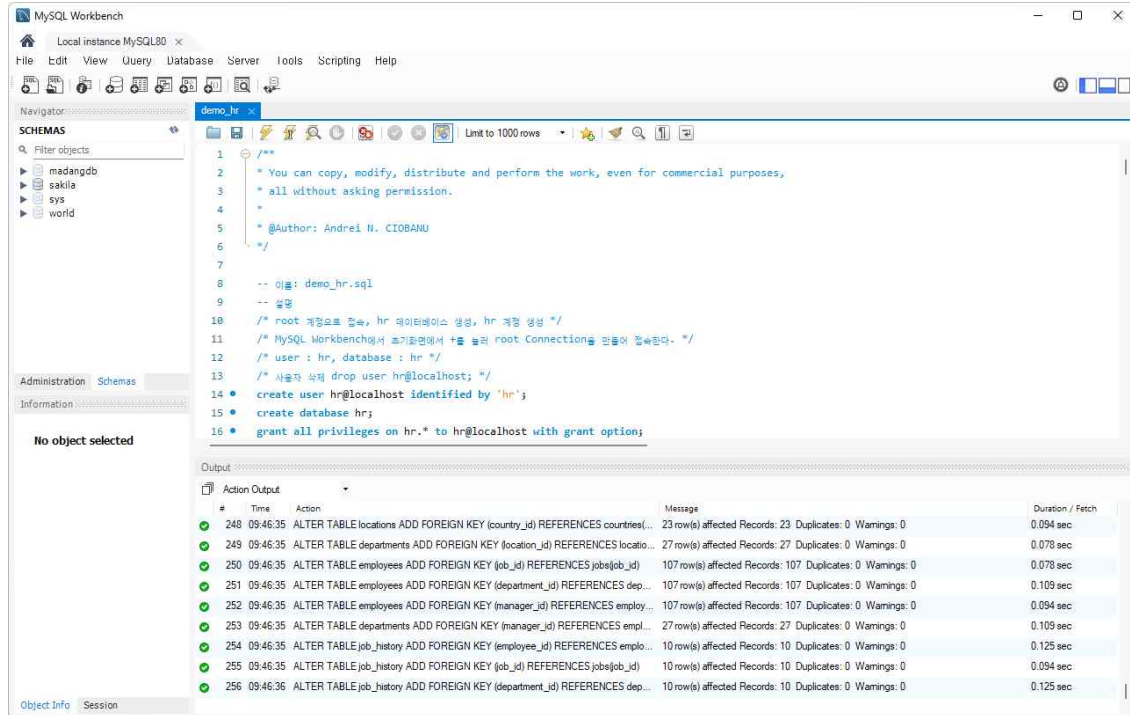 MySQL Workbench
Local instance MySQL80
File Edit View Query Database Server Tools Scripting Help
Navigator
SCHEMAS
Filter objects
madangdb
sakila
sys
world
Administration Schemas
Information
No object selected
Object Info Session
demo_hr
Limit to 1000 rows
1 /**
2 * You can copy, modify, distribute and perform the work, even for commercial purposes,
3 * all without asking permission.
4 *
5 * @Author: Andrei N. CIOBANU
6 */
7
8 -- 이름: demo_hr.sql
9 -- 설명
10 /* root 계정으로 접속, hr 데이터베이스 생성, hr 계정 생성 */
11 /* MySQL Workbench에서 초기화면에서 +를 눌러 root Connection을 만들어 접속한다. */
12 /* user : hr, database : hr */
13 /* 사용자 삭제 drop user hr@localhost; */
14 create user hr@localhost identified by 'hr';
15 create database hr;
16 grant all privileges on hr.* to hr@localhost with grant option;
Output
Action Output
# Time Action Message Duration / Fetch
248 09:46:35 ALTER TABLE locations ADD FOREIGN KEY (country_id) REFERENCES countries(... 23 row(s) affected Records: 23 Duplicates: 0 Warnings: 0 0.094 sec
249 09:46:35 ALTER TABLE departments ADD FOREIGN KEY (location_id) REFERENCES locatio... 27 row(s) affected Records: 27 Duplicates: 0 Warnings: 0 0.078 sec
250 09:46:35 ALTER TABLE employees ADD FOREIGN KEY (job_id) REFERENCES jobs(job_id) 107 row(s) affected Records: 107 Duplicates: 0 Warnings: 0 0.078 sec
251 09:46:35 ALTER TABLE employees ADD FOREIGN KEY (department_id) REFERENCES dep... 107 row(s) affected Records: 107 Duplicates: 0 Warnings: 0 0.109 sec
252 09:46:35 ALTER TABLE employees ADD FOREIGN KEY (manager_id) REFERENCES employ... 107 row(s) affected Records: 107 Duplicates: 0 Warnings: 0 0.094 sec
253 09:46:35 ALTER TABLE departments ADD FOREIGN KEY (manager_id) REFERENCES empl... 27 row(s) affected Records: 27 Duplicates: 0 Warnings: 0 0.109 sec
254 09:46:35 ALTER TABLE job_history ADD FOREIGN KEY (employee_id) REFERENCES emplo... 10 row(s) affected Records: 10 Duplicates: 0 Warnings: 0 0.125 sec
255 09:46:35 ALTER TABLE job_history ADD FOREIGN KEY (job_id) REFERENCES jobs(job_id) 10 row(s) affected Records: 10 Duplicates: 0 Warnings: 0 0.094 sec
256 09:46:36 ALTER TABLE job_history ADD FOREIGN KEY (department_id) REFERENCES dep... 10 row(s) affected Records: 10 Duplicates: 0 Warnings: 0 0.125 sec